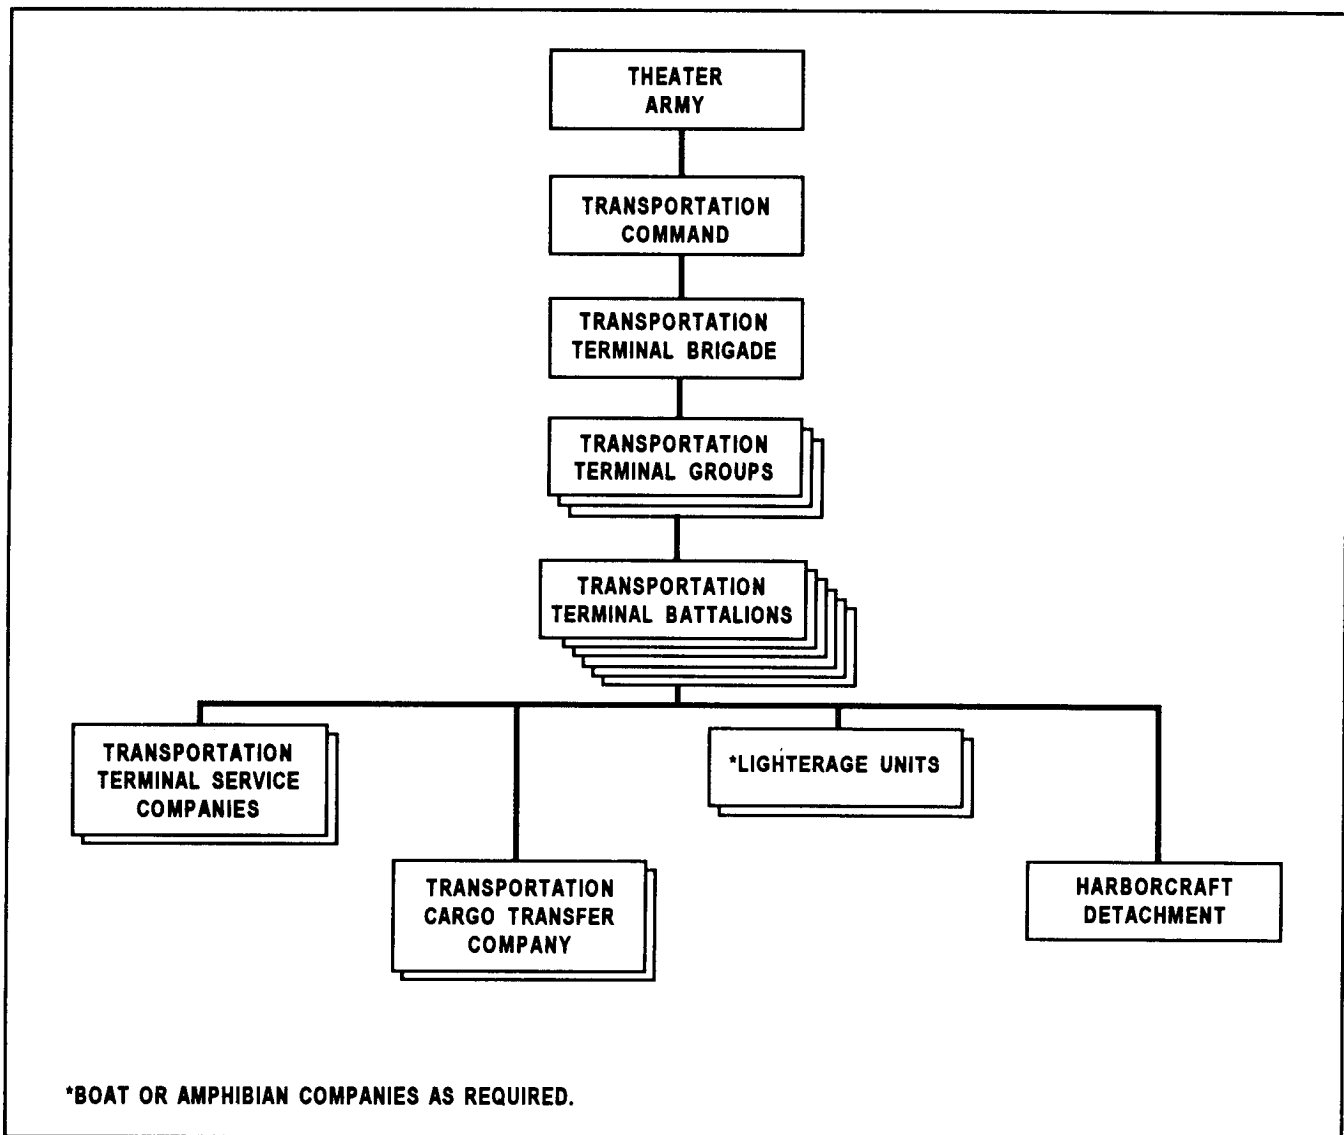 THEATER
ARMY
TRANSPORTATION
COMMAND
TRANSPORTATION
TERMINAL BRIGADE
TRANSPORTATION
TERMINAL GROUPS
TRANSPORTATION
TERMINAL BATTALIONS
TRANSPORTATION
TERMINAL SERVICE
COMPANIES
TRANSPORTATION
CARGO TRANSFER
COMPANY
*LIGHTERAGE UNITS
HARBORCRAFT
DETACHMENT
*BOAT OR AMPHIBIAN COMPANIES AS REQUIRED.